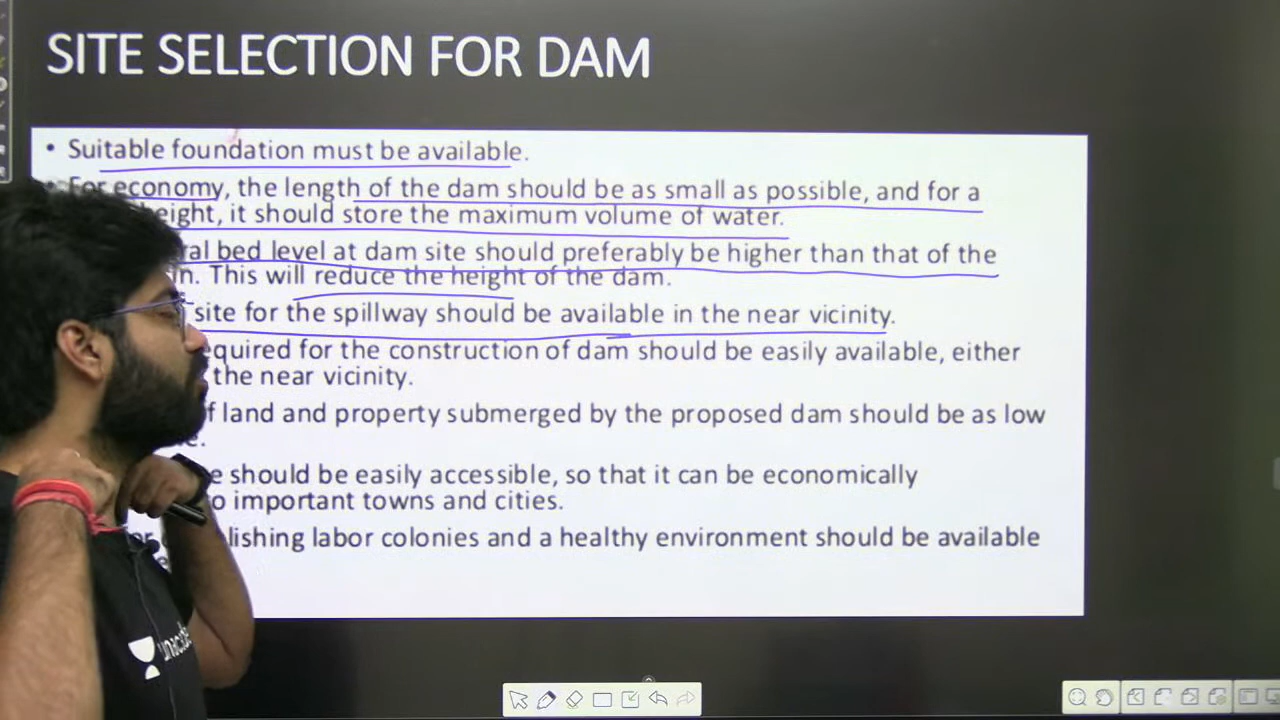 SITE SELECTION FOR DAM
• Suitable foundation must be available.
For economy, the length of the dam should be as small as possible, and for a
height, it should store the maximum volume of water.
bed level at dam site should preferably be higher than that of the
This will reduce the height of the dam.
site for the spillway should be available in the near vicinity.
for the construction of dam should be easily available, either
the near vicinity.
land and property submerged by the proposed dam should be as low
should be easily accessible, so that it can be economically
important towns and cities.
labor colonies and a healthy environment should be available